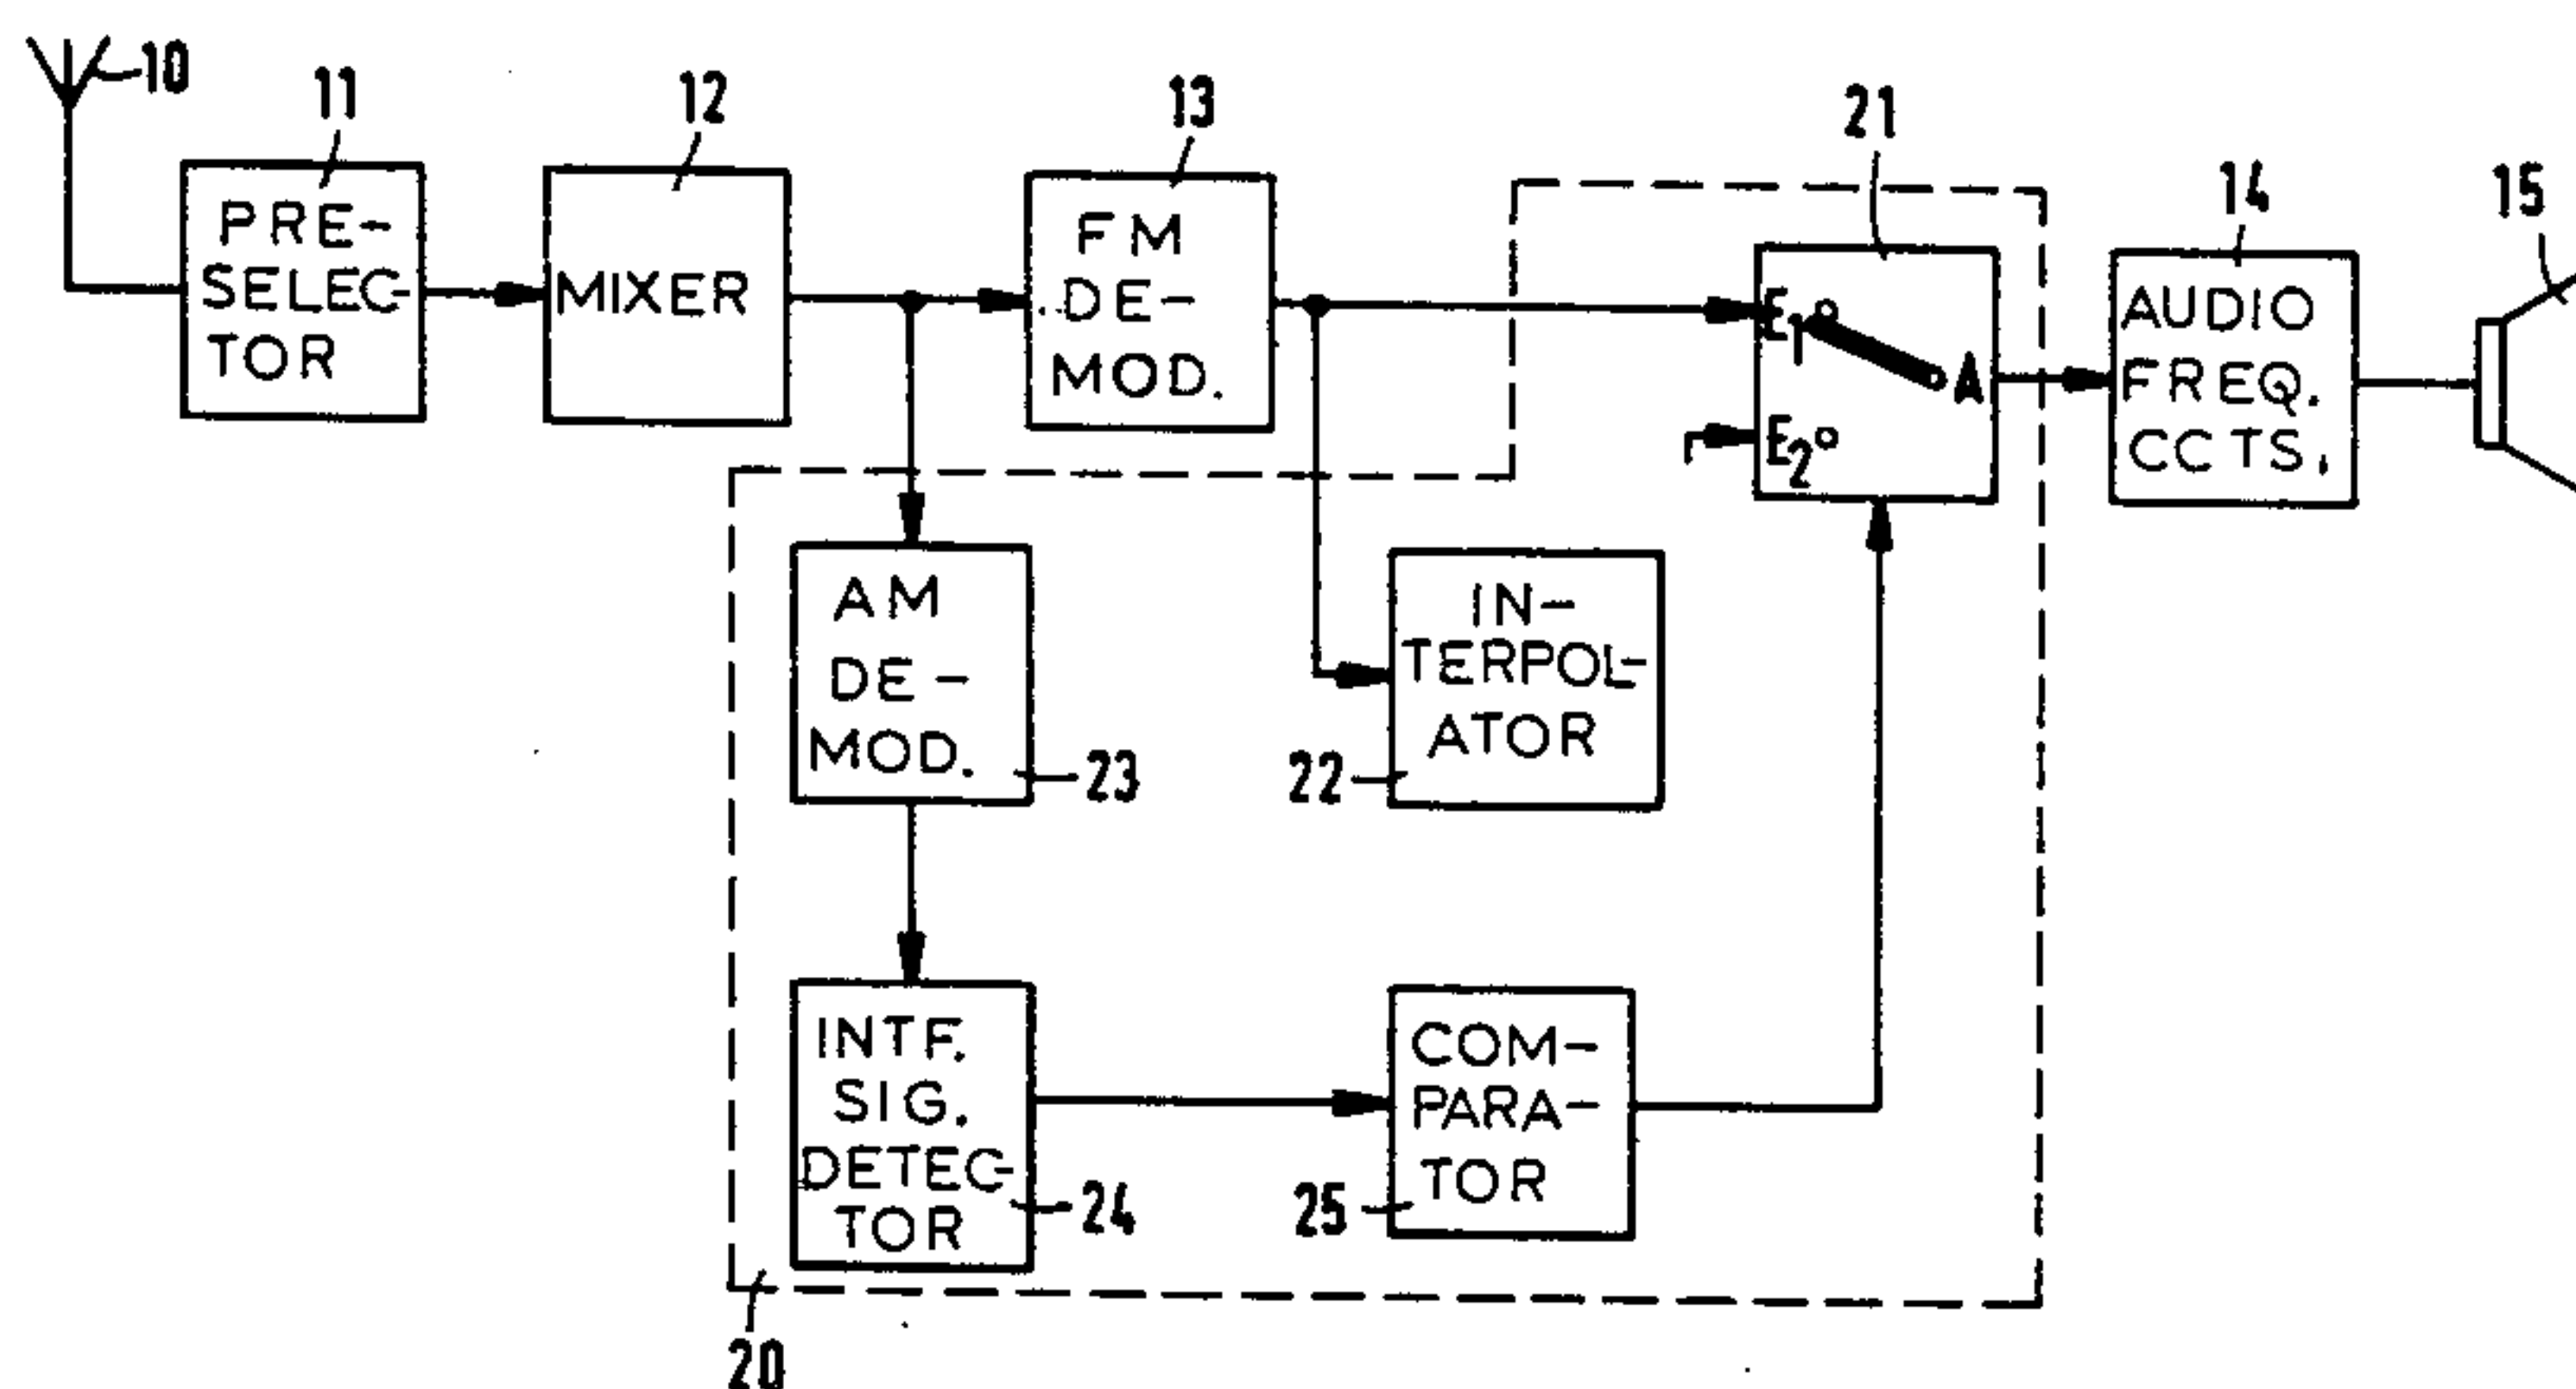 10
11
PRE-
SELEC-
TOR
12
MIXER
13
FM
DE-
MOD.
21
E1
A
E2
14
AUDIO
FREQ.
CCTS.
15
AM
DE-
MOD.
23
IN-
TERPOL-
ATOR
22
INTF.
SIG.
DETEC-
TOR
24
COM-
PARA-
TOR
25
20